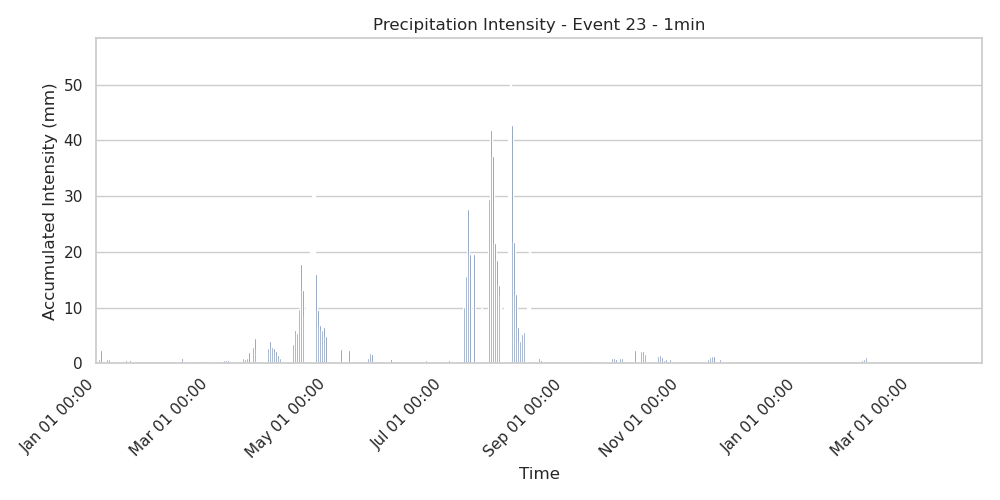 Precipitation Intensity - Event 23 - 1min
Accumulated Intensity (mm)
50
40
30
20
10
0
Jan 01 00:00
Mar 01 00:00
May 01 00:00
Jul 01 00:00
Sep 01 00:00
Nov 01 00:00
Jan 01 00:00
Mar 01 00:00
Time